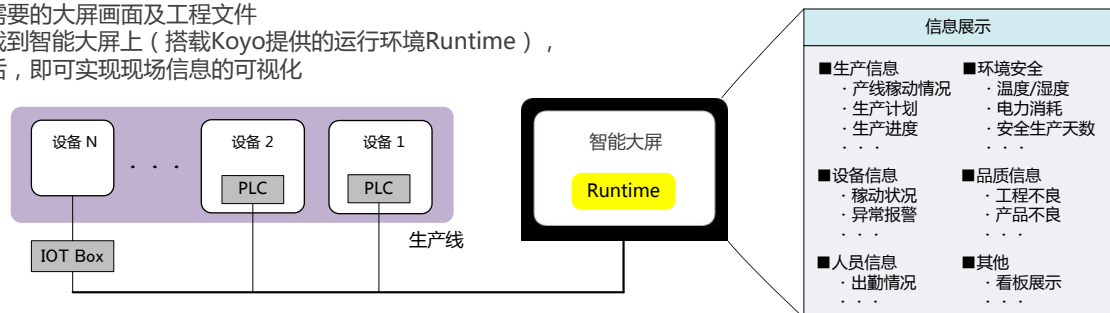 需要的大屏画面及工程文件
到智能大屏上（搭载Koyo提供的运行环境Runtime），
后，即可实现现场信息的可视化
设备 N
· · ·
设备 2
PLC
设备 1
PLC
生产线
IOT Box
智能大屏
Runtime
信息展示
■生产信息
· 产线稼动情况
· 生产计划
· 生产进度
· · ·
■环境安全
· 温度/湿度
· 电力消耗
· 安全生产天数
· · ·
■设备信息
· 稼动状况
· 异常报警
· · ·
■品质信息
· 工程不良
· 产品不良
· · ·
■人员信息
· 出勤情况
· · ·
■其他
· 看板展示
· · ·